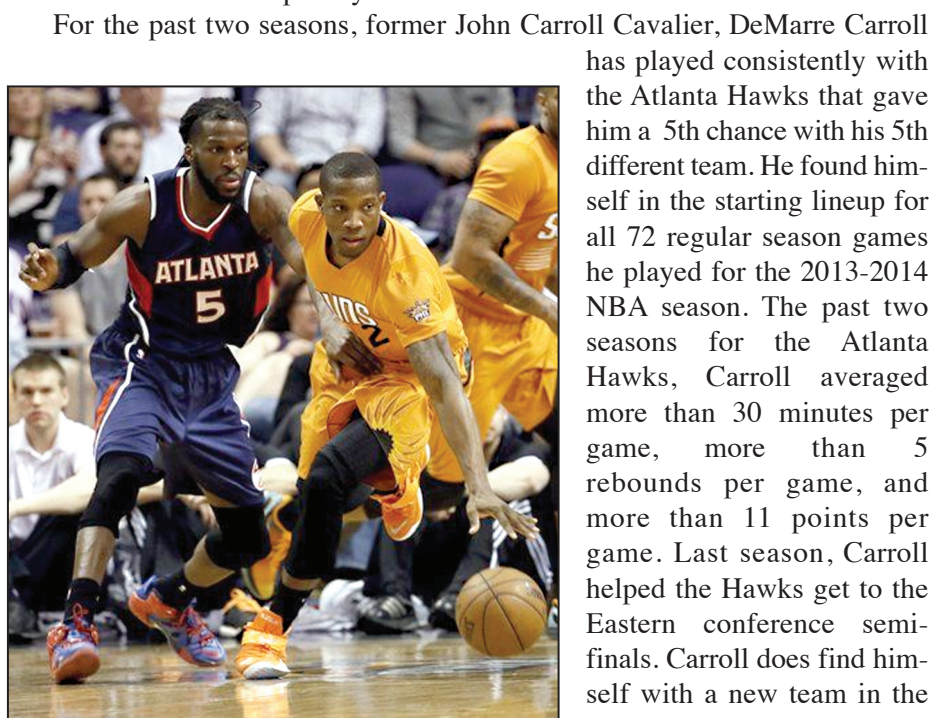 For the past two seasons, former John Carroll Cavalier, DeMarre Carroll
has played consistently with
the Atlanta Hawks that gave
him a 5th chance with his 5th
different team. He found him-
self in the starting lineup for
all 72 regular season games
he played for the 2013-2014
NBA season. The past two
seasons for the Atlanta
Hawks, Carroll averaged
more than 30 minutes per
game, more than 5
rebounds per game, and
more than 11 points per
game. Last season, Carroll
helped the Hawks get to the
Eastern conference semi-
finals. Carroll does find him-
self with a new team in the
ATLANTA
5
2